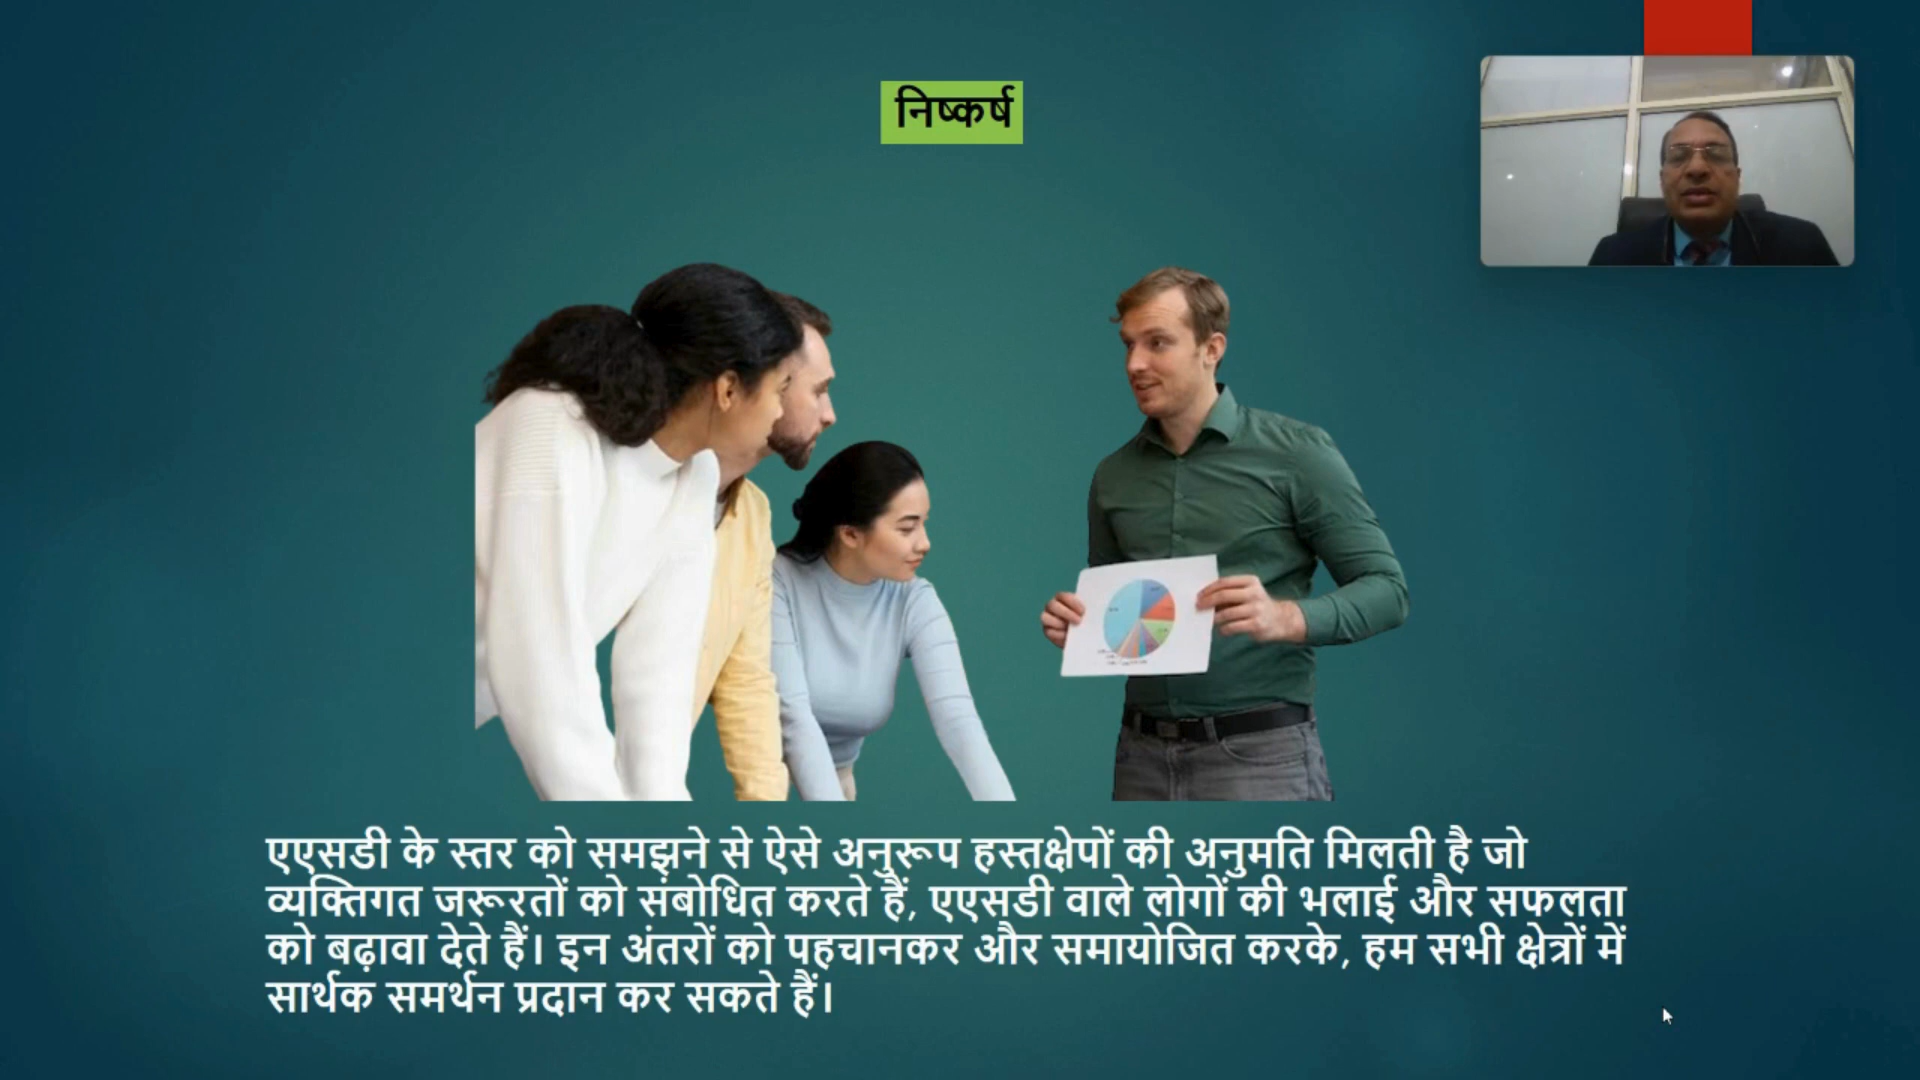 निष्कर्ष
एएसडी के स्तर को समझने से ऐसे अनुरूप हस्तक्षेपों की अनुमति मिलती है जो
व्यक्तिगत जरूरतों को संबोधित करते हैं, एएसडी वाले लोगों की भलाई और सफलता
को बढ़ावा देते हैं। इन अंतरों को पहचानकर और समायोजित करके, हम सभी क्षेत्रों में
सार्थक समर्थन प्रदान कर सकते हैं।